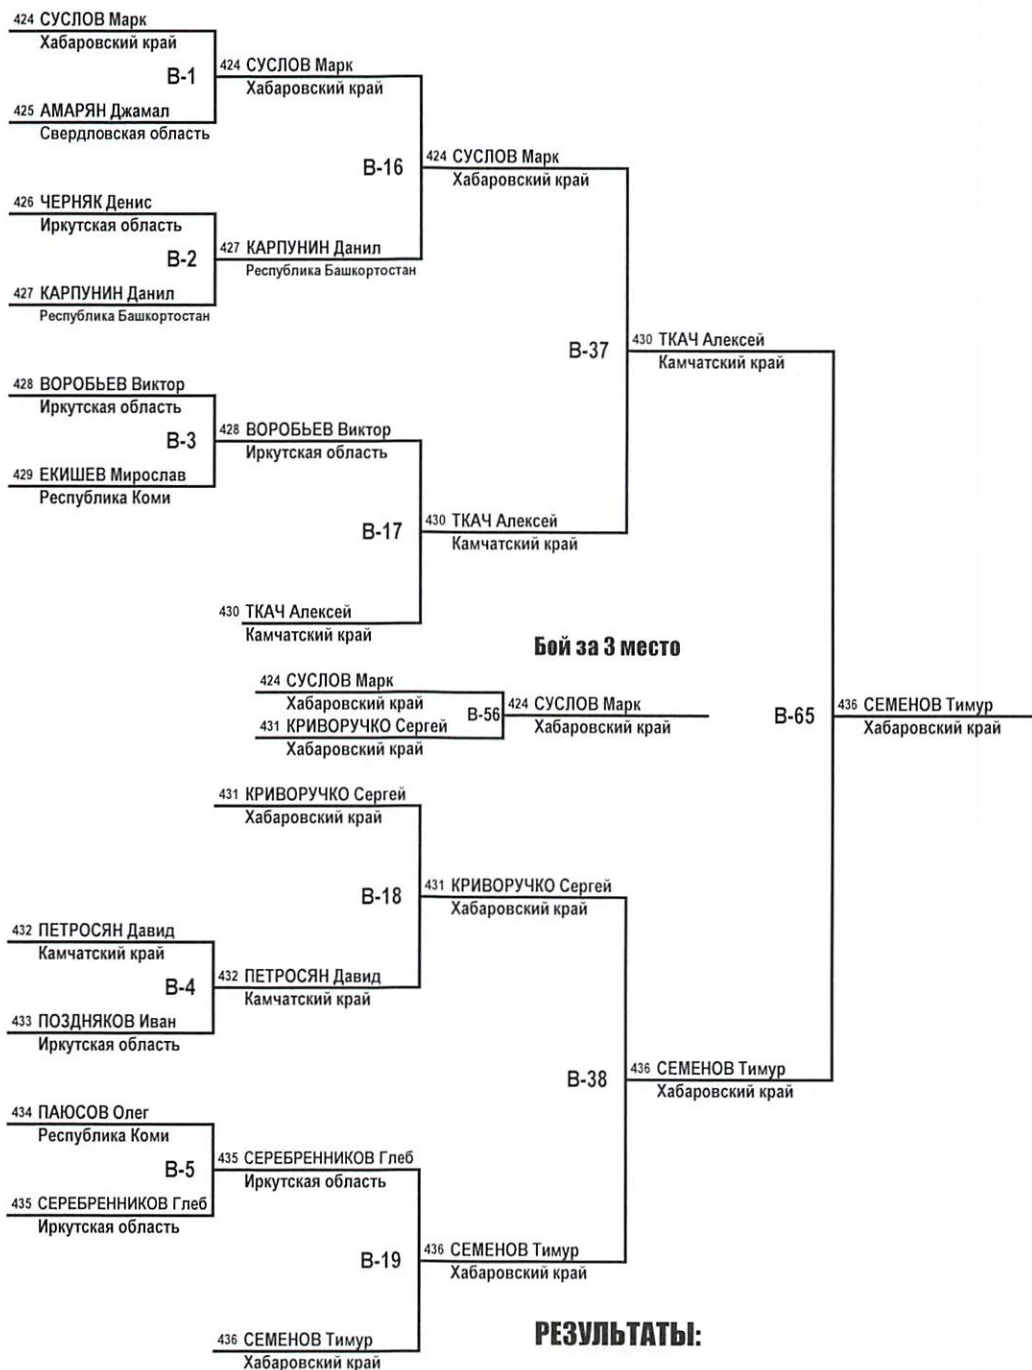 424 СУСЛОВ Марк
Хабаровский край
В-1
424 СУСЛОВ Марк
Хабаровский край
425 АМАРЯН Джамал
Свердловская область
В-16
424 СУСЛОВ Марк
Хабаровский край
426 ЧЕРНЯК Денис
Иркутская область
В-2
427 КАРПУНИН Данил
Республика Башкортостан
427 КАРПУНИН Данил
Республика Башкортостан
В-37
430 ТКАЧ Алексей
Камчатский край
428 ВОРОБЬЕВ Виктор
Иркутская область
В-3
428 ВОРОБЬЕВ Виктор
Иркутская область
429 ЕКИШЕВ Мирослав
Республика Коми
В-17
430 ТКАЧ Алексей
Камчатский край
430 ТКАЧ Алексей
Камчатский край
Бой за 3 место
424 СУСЛОВ Марк
Хабаровский край
В-56
424 СУСЛОВ Марк
Хабаровский край
431 КРИВОРУЧКО Сергей
Хабаровский край
В-65
436 СЕМЕНОВ Тимур
Хабаровский край
431 КРИВОРУЧКО Сергей
Хабаровский край
В-18
431 КРИВОРУЧКО Сергей
Хабаровский край
432 ПЕТРОСЯН Давид
Камчатский край
В-4
432 ПЕТРОСЯН Давид
Камчатский край
433 ПОЗДНЯКОВ Иван
Иркутская область
В-38
436 СЕМЕНОВ Тимур
Хабаровский край
434 ПАЮСОВ Олег
Республика Коми
В-5
435 СЕРЕБРЕННИКОВ Глеб
Иркутская область
435 СЕРЕБРЕННИКОВ Глеб
Иркутская область
В-19
436 СЕМЕНОВ Тимур
Хабаровский край
436 СЕМЕНОВ Тимур
Хабаровский край
РЕЗУЛЬТАТЫ: